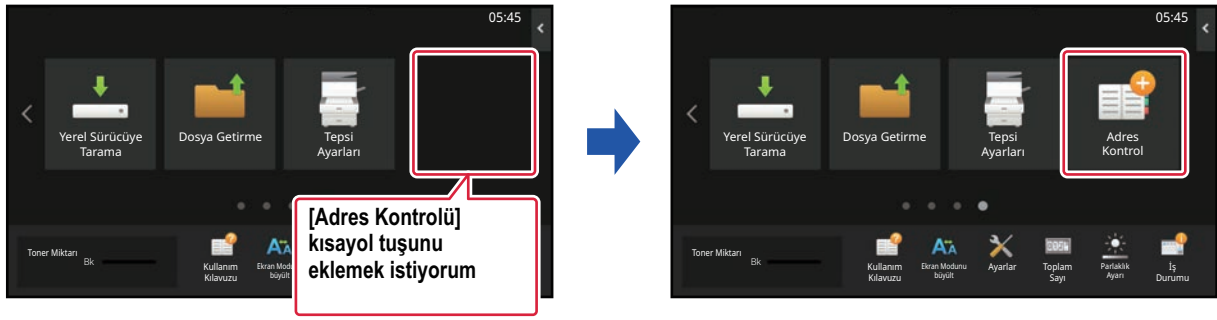 05:45
Yerel Sürücüye
Tarama
Dosya Getirme
Tepsi
Ayarları
[Adres Kontrolü]
kısayol tuşunu
eklemek istiyorum
Toner Miktarı
Bk
Kullanım
Kılavuzu
Ekran Modu
büyült
05:45
Yerel Sürücüye
Tarama
Dosya Getirme
Tepsi
Ayarları
Adres
Kontrol
Toner Miktarı
Bk
Kullanım
Kılavuzu
Ekran Modunu
büyült
Ayarlar
Toplam
Sayı
Parlaklık
Ayarı
İş
Durumu